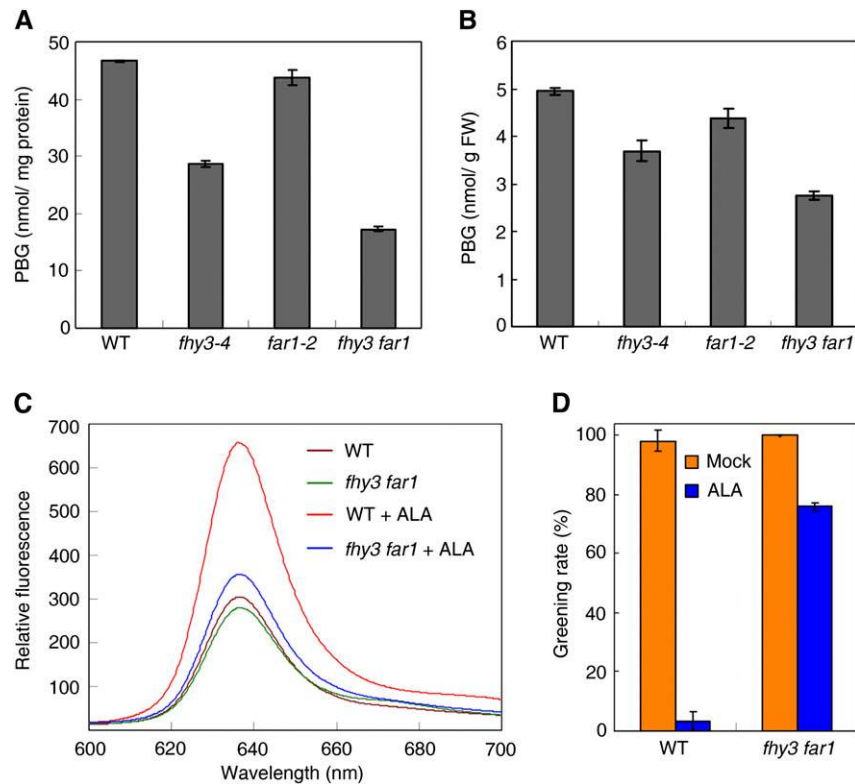 A
PBG (nmol/ mg protein)
50
40
30
20
10
0
WT fhy3-4 far1-2 fhy3 far1
B
PBG (nmol/ g FW)
6
5
4
3
2
1
0
WT fhy3-4 far1-2 fhy3 far1
C
Relative fluorescence
700
600
500
400
300
200
100
600 620 640 660 680 700
Wavelength (nm)
WT
fhy3 far1
WT + ALA
fhy3 far1 + ALA
D
Greening rate (%)
100
80
60
40
20
0
Mock
ALA
WT fhy3 far1